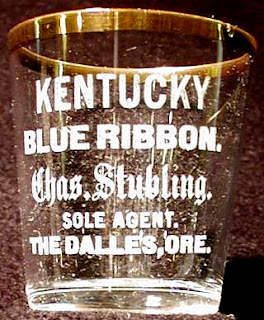 KENTUCKY
BLUE RIBBON.
Chas. Stubling.
SOLE AGENT.
THE DALLES, ORE.